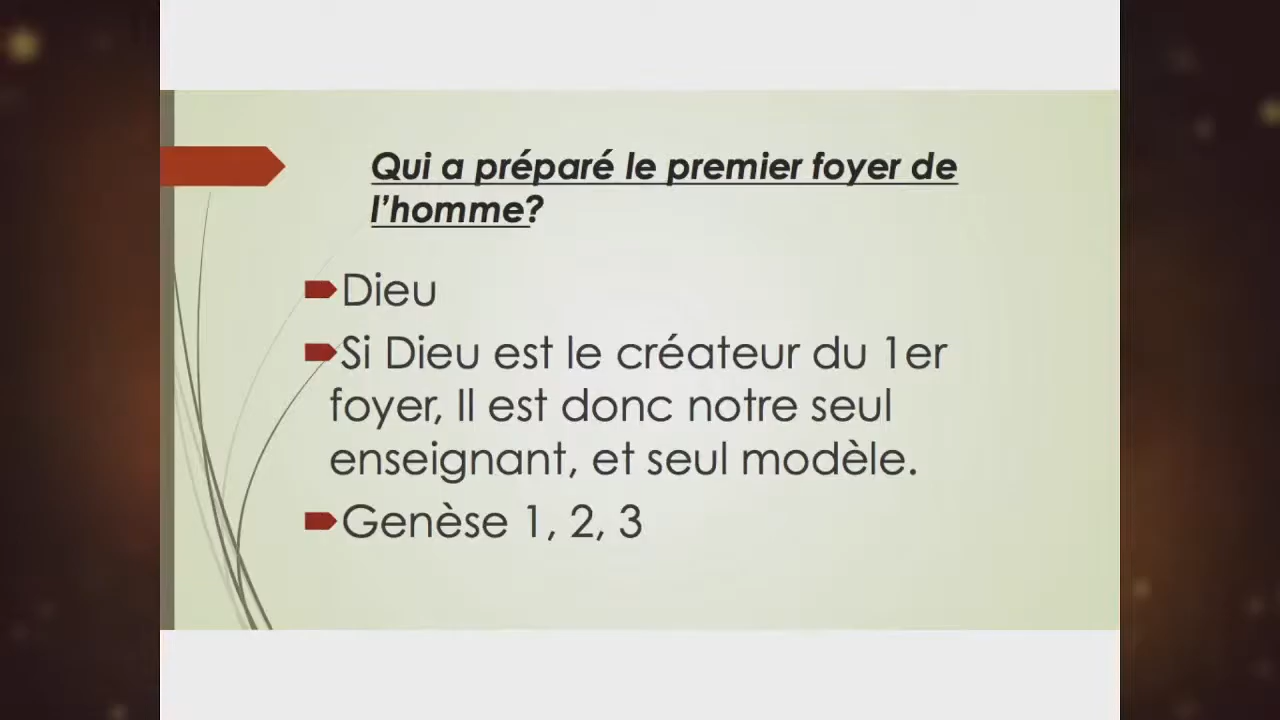 Qui a préparé le premier foyer de
l’homme?
Dieu
Si Dieu est le créateur du 1er
foyer, Il est donc notre seul
enseignant, et seul modèle.
Genèse 1, 2, 3